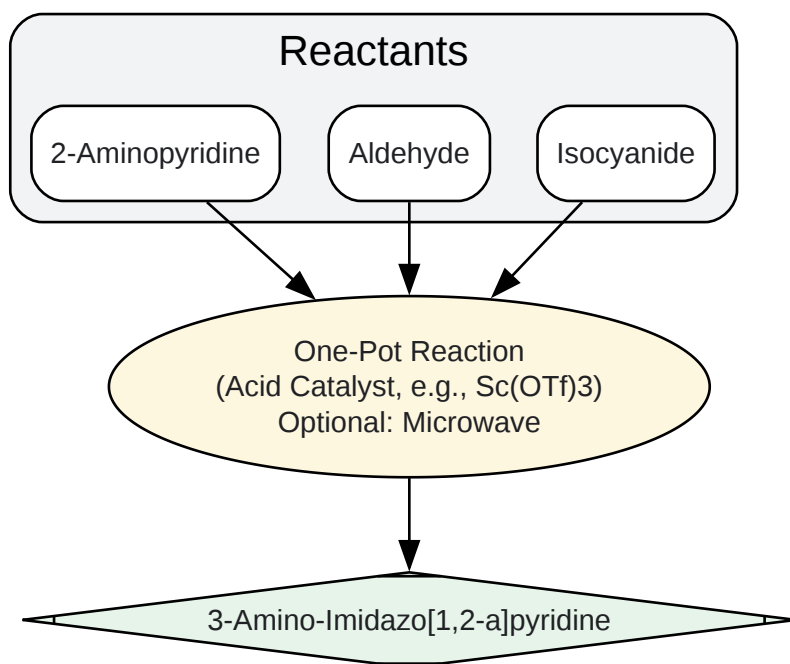 Reactants
2-Aminopyridine
Aldehyde
Isocyanide
One-Pot Reaction
(Acid Catalyst, e.g., Sc(OTf)3)
Optional: Microwave
3-Amino-Imidazo[1,2-a]pyridine